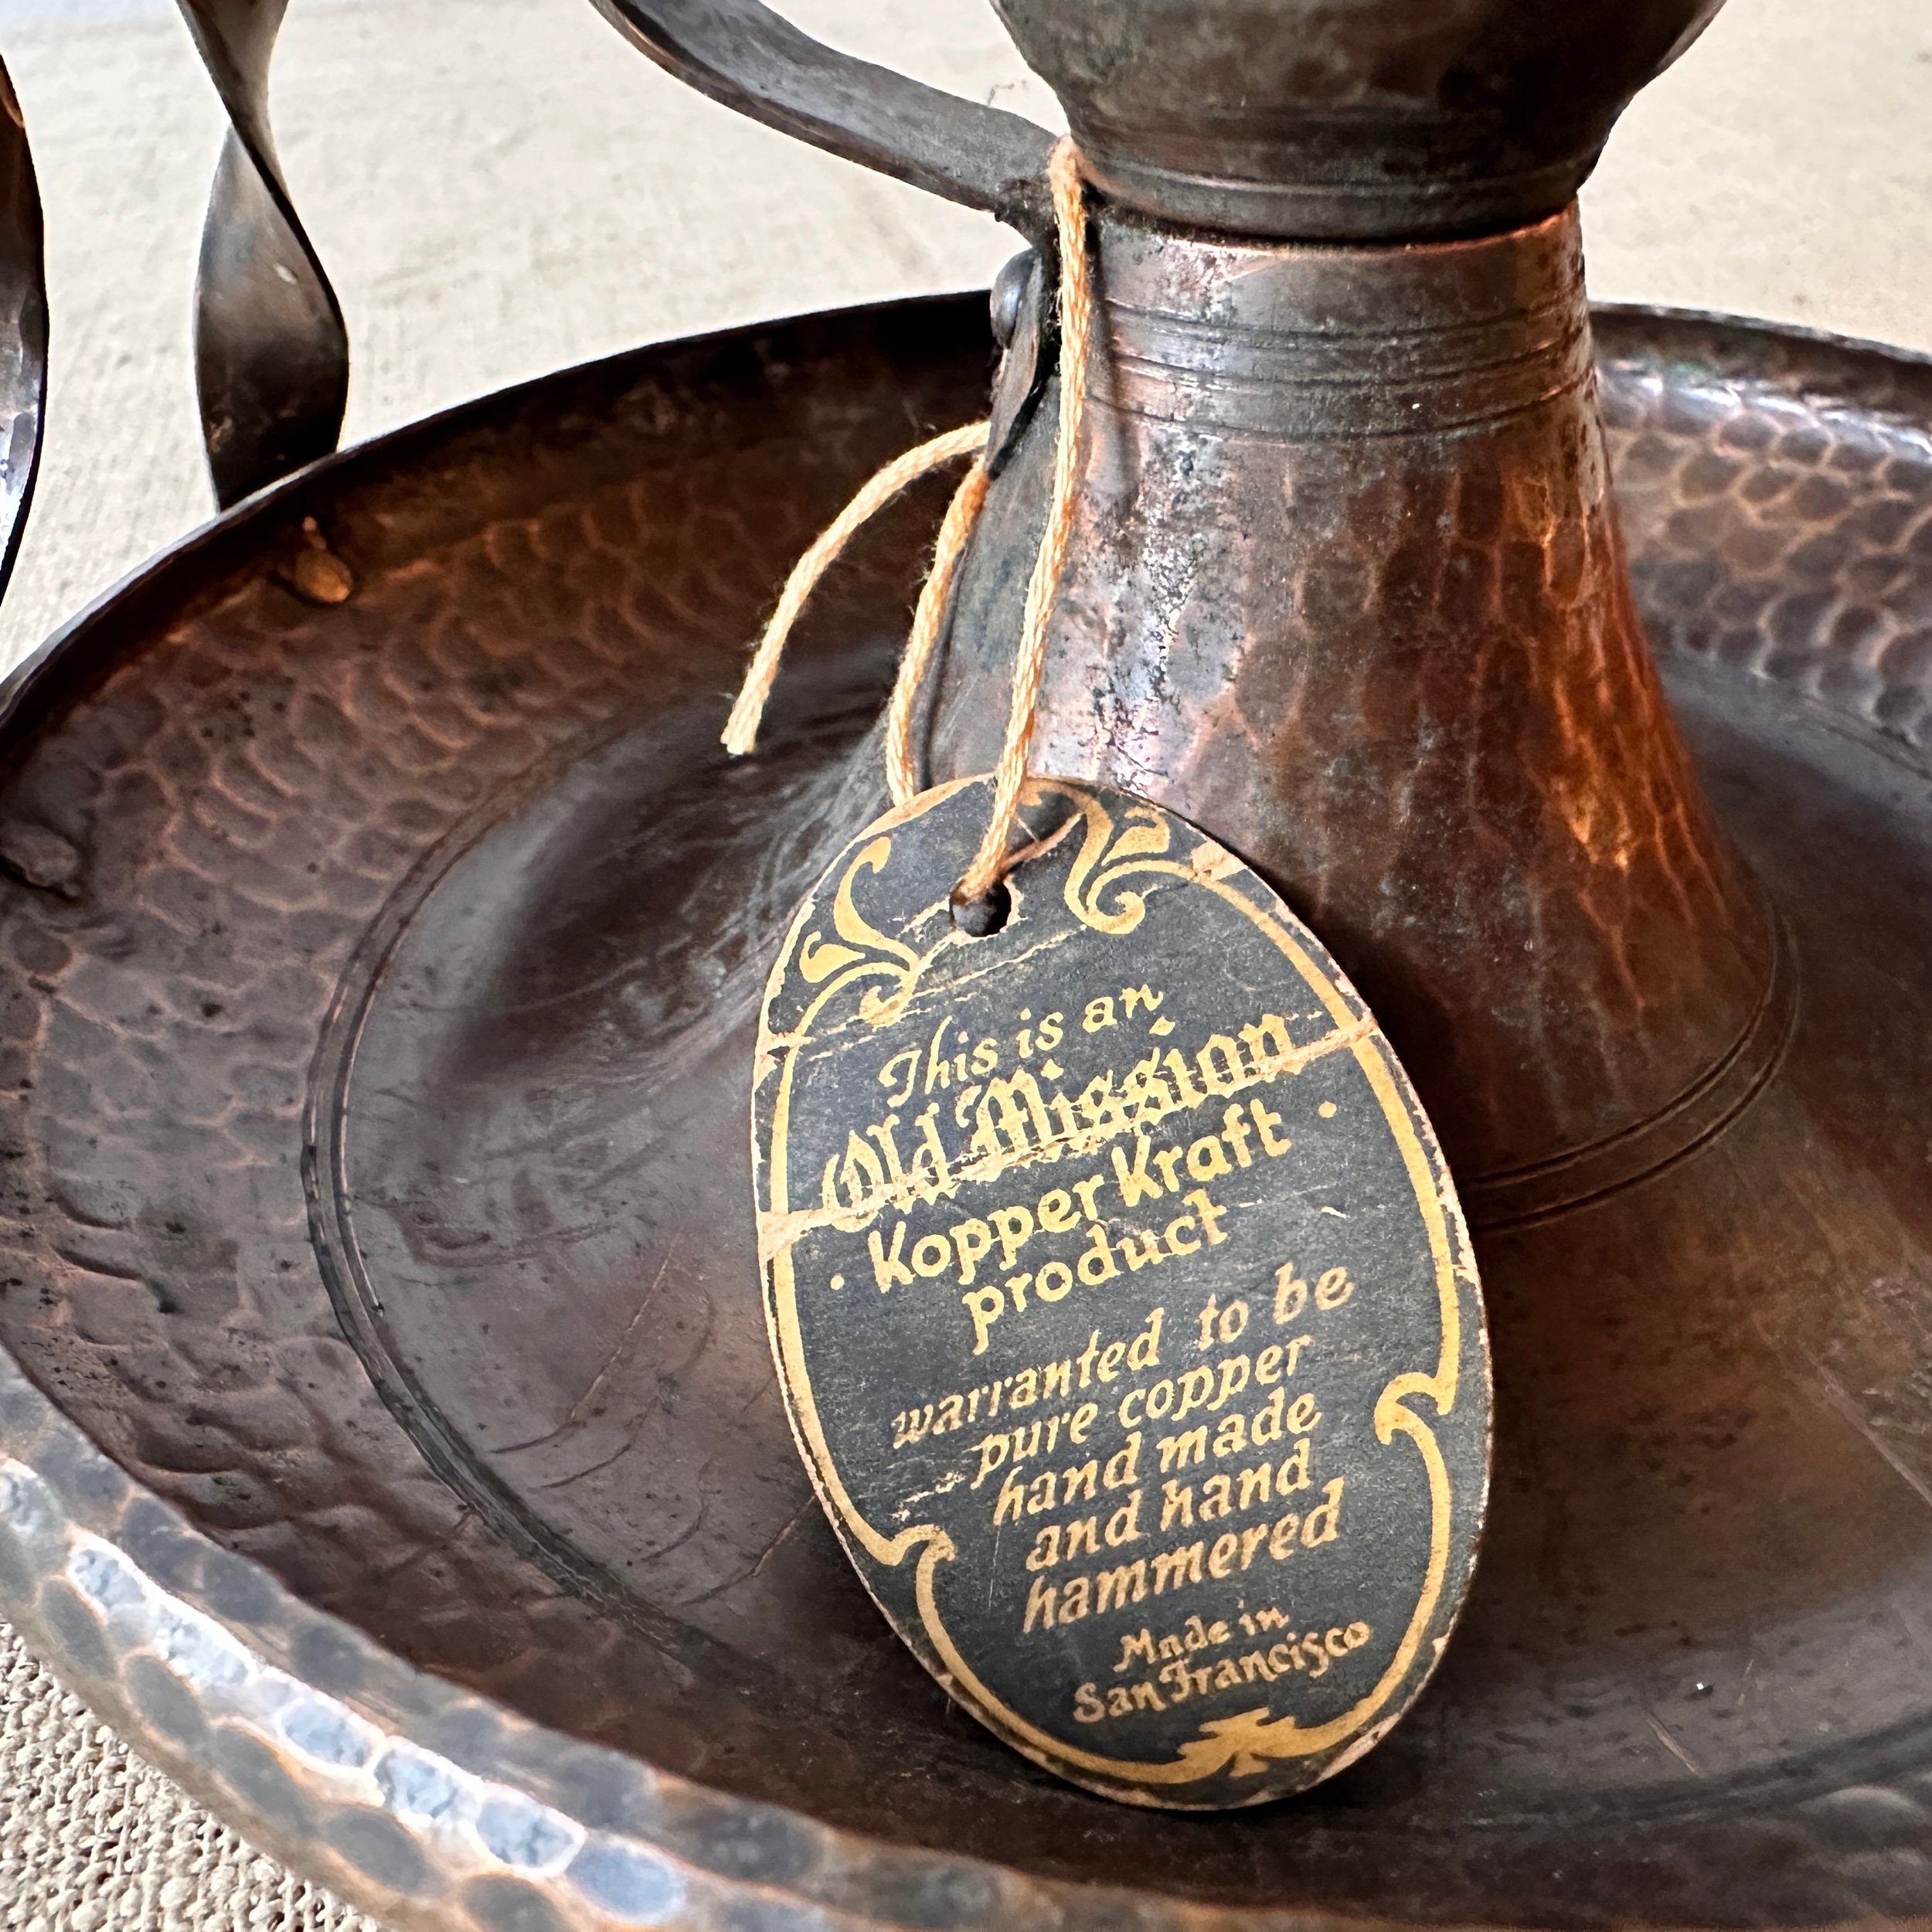 This is an
Old Mission
Kopper Kraft
product
warranted to be
pure copper
hand made
and hand
hammered
Made in
San Francisco